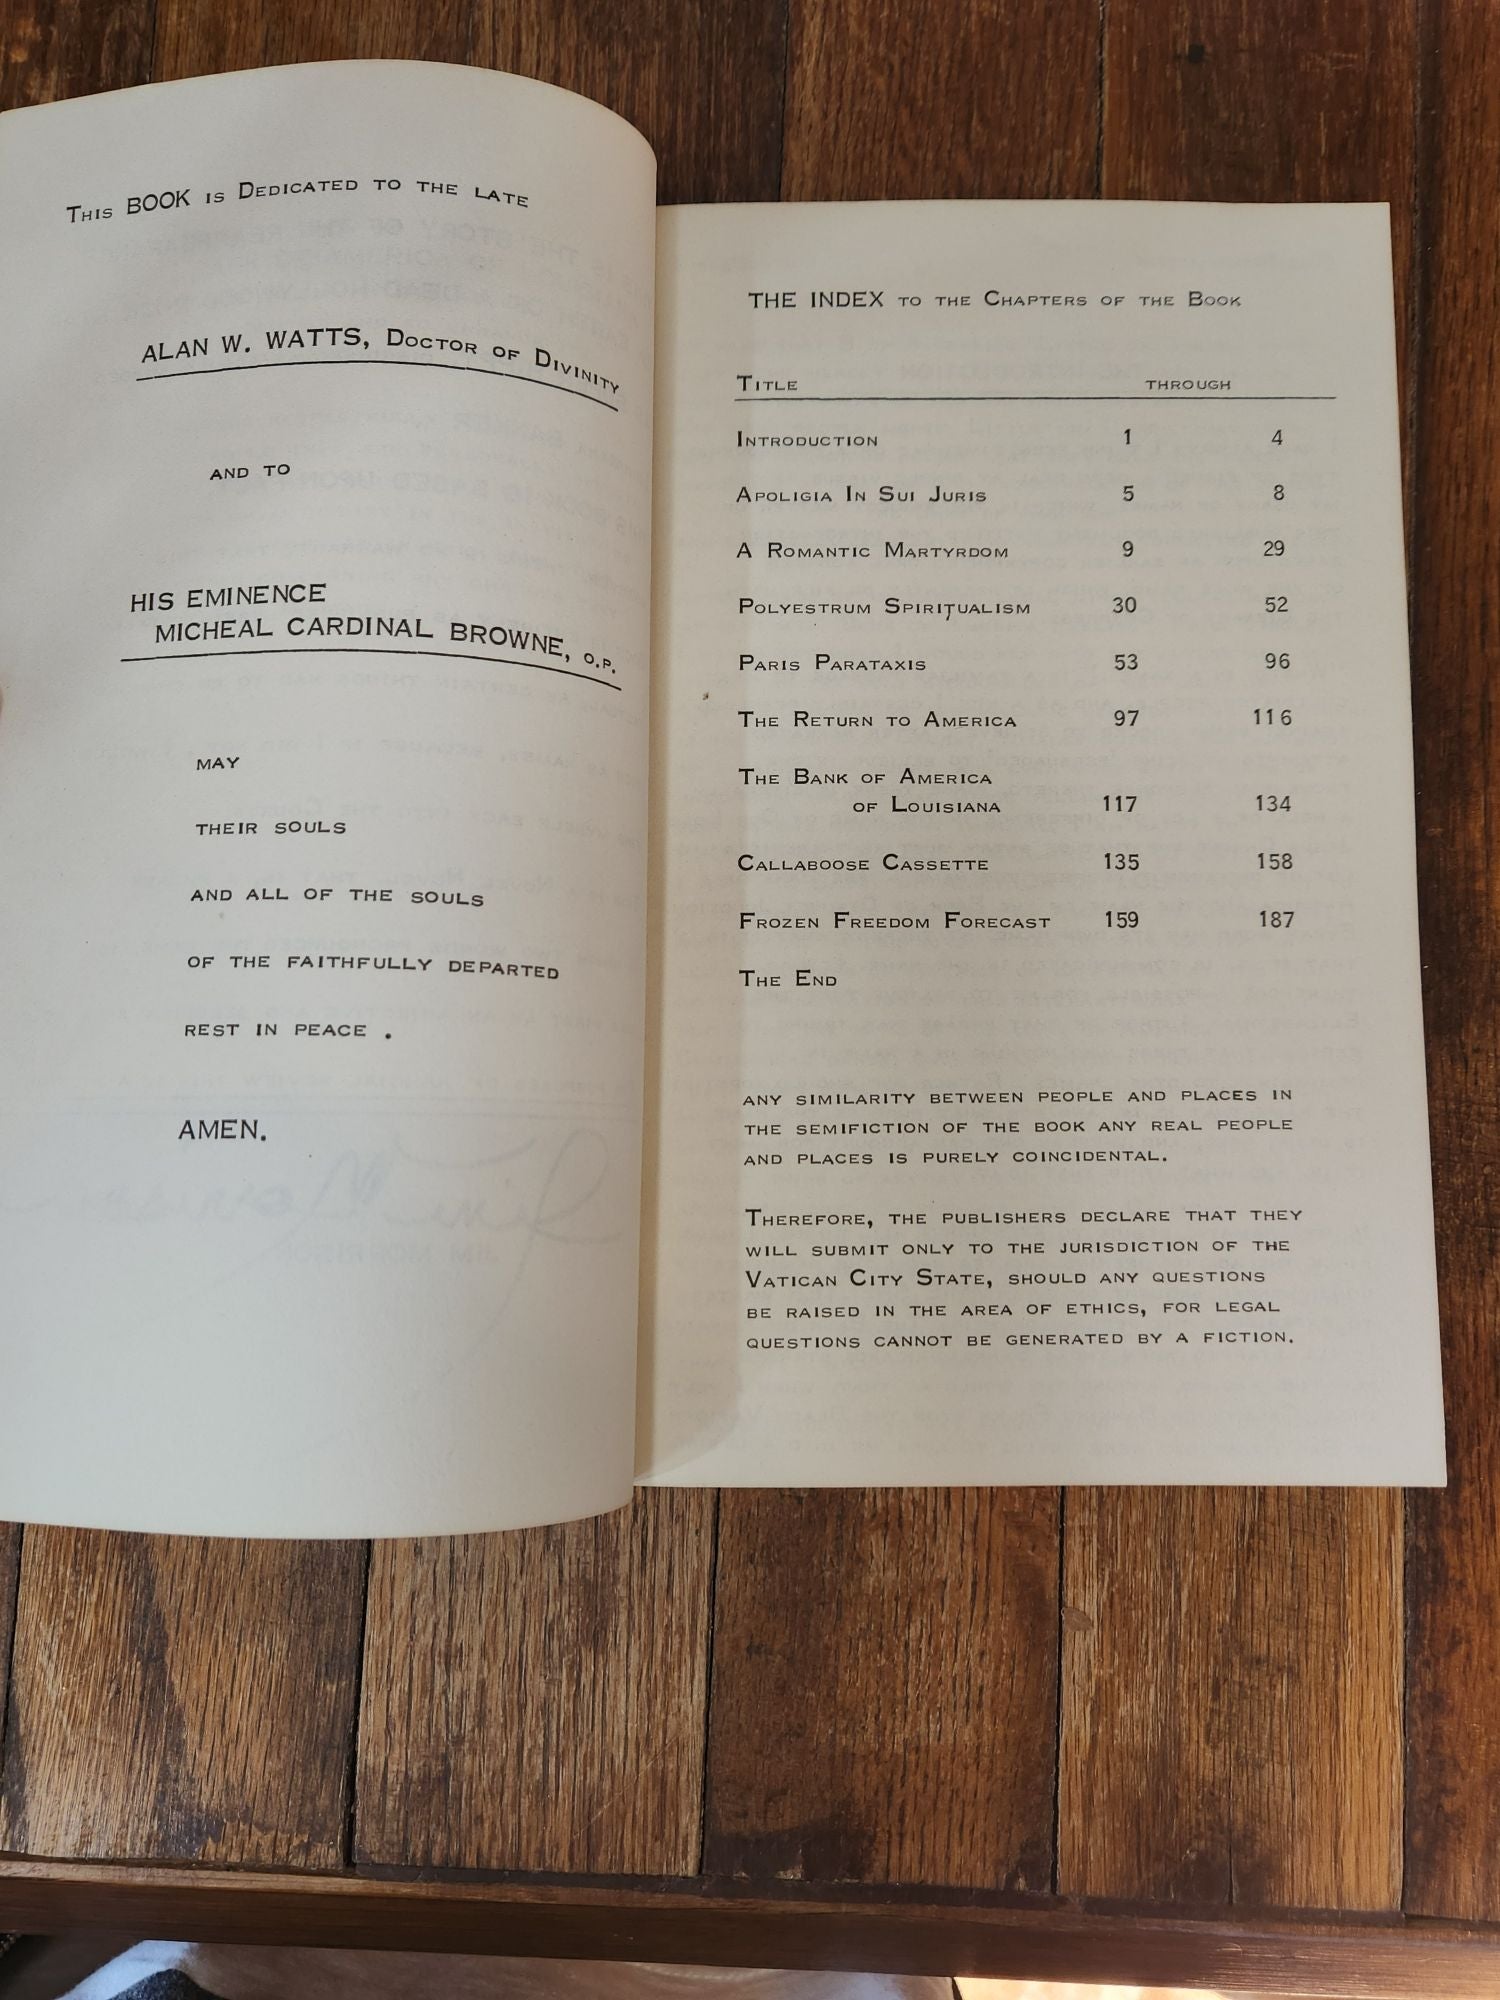 This BOOK is Dedicated to the late
ALAN W. WATTS, Doctor of Divinity
and to
HIS EMINENCE
MICHEAL CARDINAL BROWNE, O.P.
may
their souls
and all of the souls
of the faithfully departed
rest in peace .
AMEN.
THE INDEX to the Chapters of the Book
Title through
Introduction 1 4
Apoligia In Sui Juris 5 8
A Romantic Martyrdom 9 29
Polyestrum Spiritualism 30 52
Paris Parataxis 53 96
The Return to America 97 116
The Bank of America
of Louisiana 117 134
Callaboose Cassette 135 158
Frozen Freedom Forecast 159 187
The End
any similarity between people and places in
the semifiction of the book any real people
and places is purely coincidental.
Therefore, the publishers declare that they
will submit only to the jurisdiction of the
Vatican City State, should any questions
be raised in the area of ethics, for legal
questions cannot be generated by a fiction.